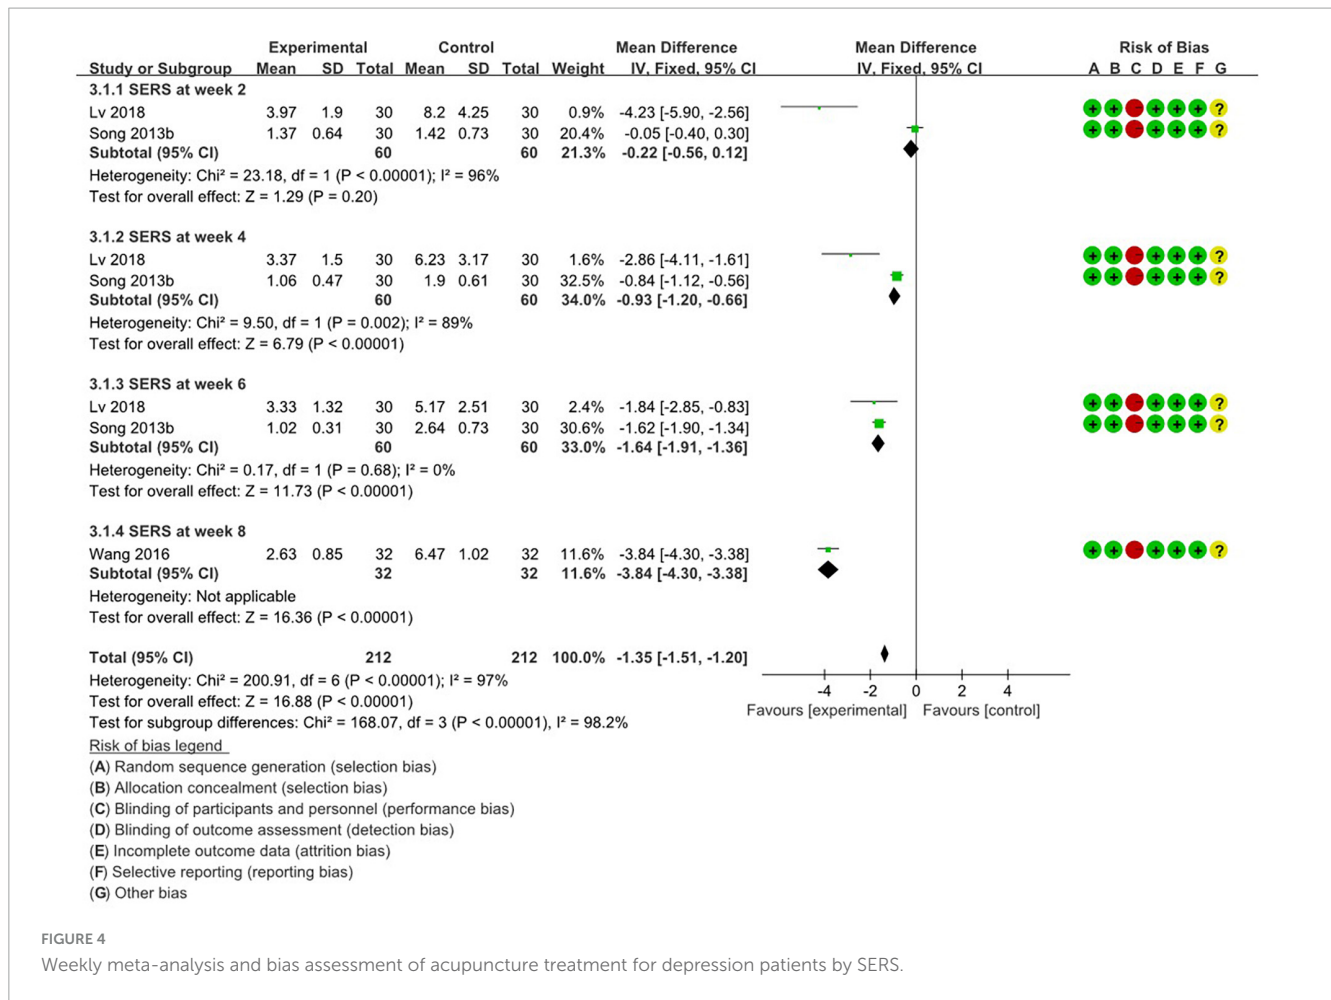 Experimental Control Mean Difference Mean Difference Risk of Bias
Study or Subgroup Mean SD Total Mean SD Total Weight IV, Fixed, 95% CI IV, Fixed, 95% CI A B C D E F G
3.1.1 SERS at week 2
Lv 2018 3.97 1.9 30 8.2 4.25 30 0.9% -4.23 [-5.90, -2.56] + + - + + + ?
Song 2013b 1.37 0.64 30 1.42 0.73 30 20.4% -0.05 [-0.40, 0.30] + + - + + + ?
Subtotal (95% CI) 60 60 21.3% -0.22 [-0.56, 0.12]
Heterogeneity: Chi² = 23.18, df = 1 (P < 0.00001); I² = 96%
Test for overall effect: Z = 1.29 (P = 0.20)
3.1.2 SERS at week 4
Lv 2018 3.37 1.5 30 6.23 3.17 30 1.6% -2.86 [-4.11, -1.61] + + - + + + ?
Song 2013b 1.06 0.47 30 1.9 0.61 30 32.5% -0.84 [-1.12, -0.56] + + - + + + ?
Subtotal (95% CI) 60 60 34.0% -0.93 [-1.20, -0.66]
Heterogeneity: Chi² = 9.50, df = 1 (P = 0.002); I² = 89%
Test for overall effect: Z = 6.79 (P < 0.00001)
3.1.3 SERS at week 6
Lv 2018 3.33 1.32 30 5.17 2.51 30 2.4% -1.84 [-2.85, -0.83] + + - + + + ?
Song 2013b 1.02 0.31 30 2.64 0.73 30 30.6% -1.62 [-1.90, -1.34] + + - + + + ?
Subtotal (95% CI) 60 60 33.0% -1.64 [-1.91, -1.36]
Heterogeneity: Chi² = 0.17, df = 1 (P = 0.68); I² = 0%
Test for overall effect: Z = 11.73 (P < 0.00001)
3.1.4 SERS at week 8
Wang 2016 2.63 0.85 32 6.47 1.02 32 11.6% -3.84 [-4.30, -3.38] + + - + + + ?
Subtotal (95% CI) 32 32 11.6% -3.84 [-4.30, -3.38]
Heterogeneity: Not applicable
Test for overall effect: Z = 16.36 (P < 0.00001)
Total (95% CI) 212 212 100.0% -1.35 [-1.51, -1.20]
Heterogeneity: Chi² = 200.91, df = 6 (P < 0.00001); I² = 97%
Test for overall effect: Z = 16.88 (P < 0.00001)
Test for subgroup differences: Chi² = 168.07, df = 3 (P < 0.00001), I² = 98.2%
-4 -2 0 2 4
Favours [experimental] Favours [control]
Risk of bias legend
(A) Random sequence generation (selection bias)
(B) Allocation concealment (selection bias)
(C) Blinding of participants and personnel (performance bias)
(D) Blinding of outcome assessment (detection bias)
(E) Incomplete outcome data (attrition bias)
(F) Selective reporting (reporting bias)
(G) Other bias
FIGURE 4
Weekly meta-analysis and bias assessment of acupuncture treatment for depression patients by SERS.